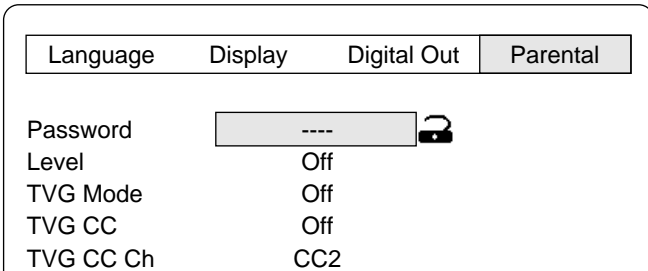 Language Display Digital Out Parental
Password ----
Level Off
TVG Mode Off
TVG CC Off
TVG CC Ch CC2